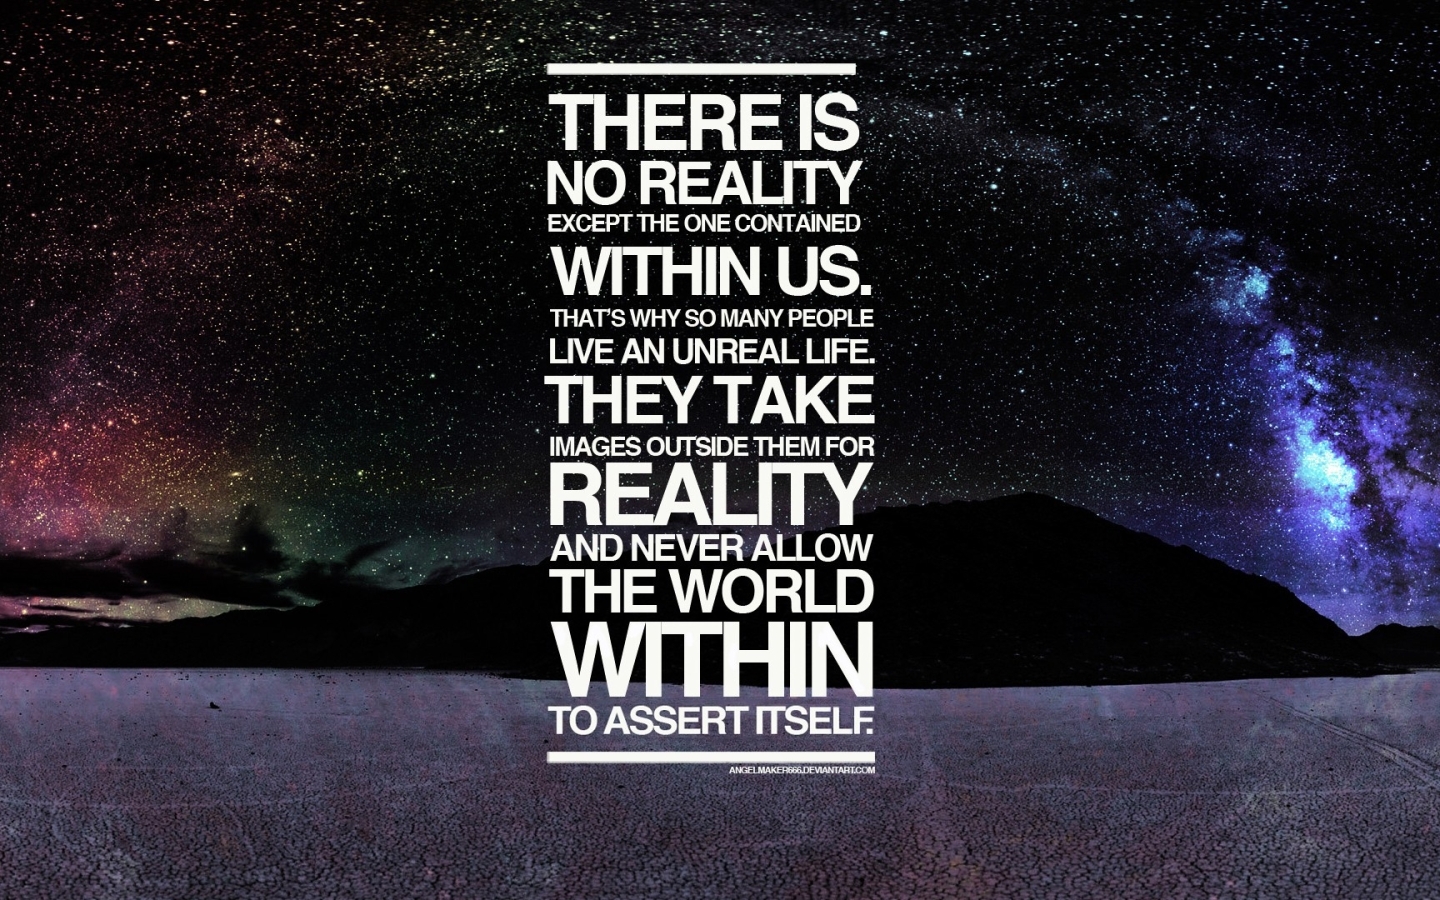 THERE IS
NO REALITY
EXCEPT THE ONE CONTAINED
WITHIN US.
THAT'S WHY SO MANY PEOPLE
LIVE AN UNREAL LIFE.
THEY TAKE
IMAGES OUTSIDE THEM FOR
REALITY
AND NEVER ALLOW
THE WORLD
WITHIN
TO ASSERT ITSELF.
ANGELMAKER666.DEVIANTART.COM